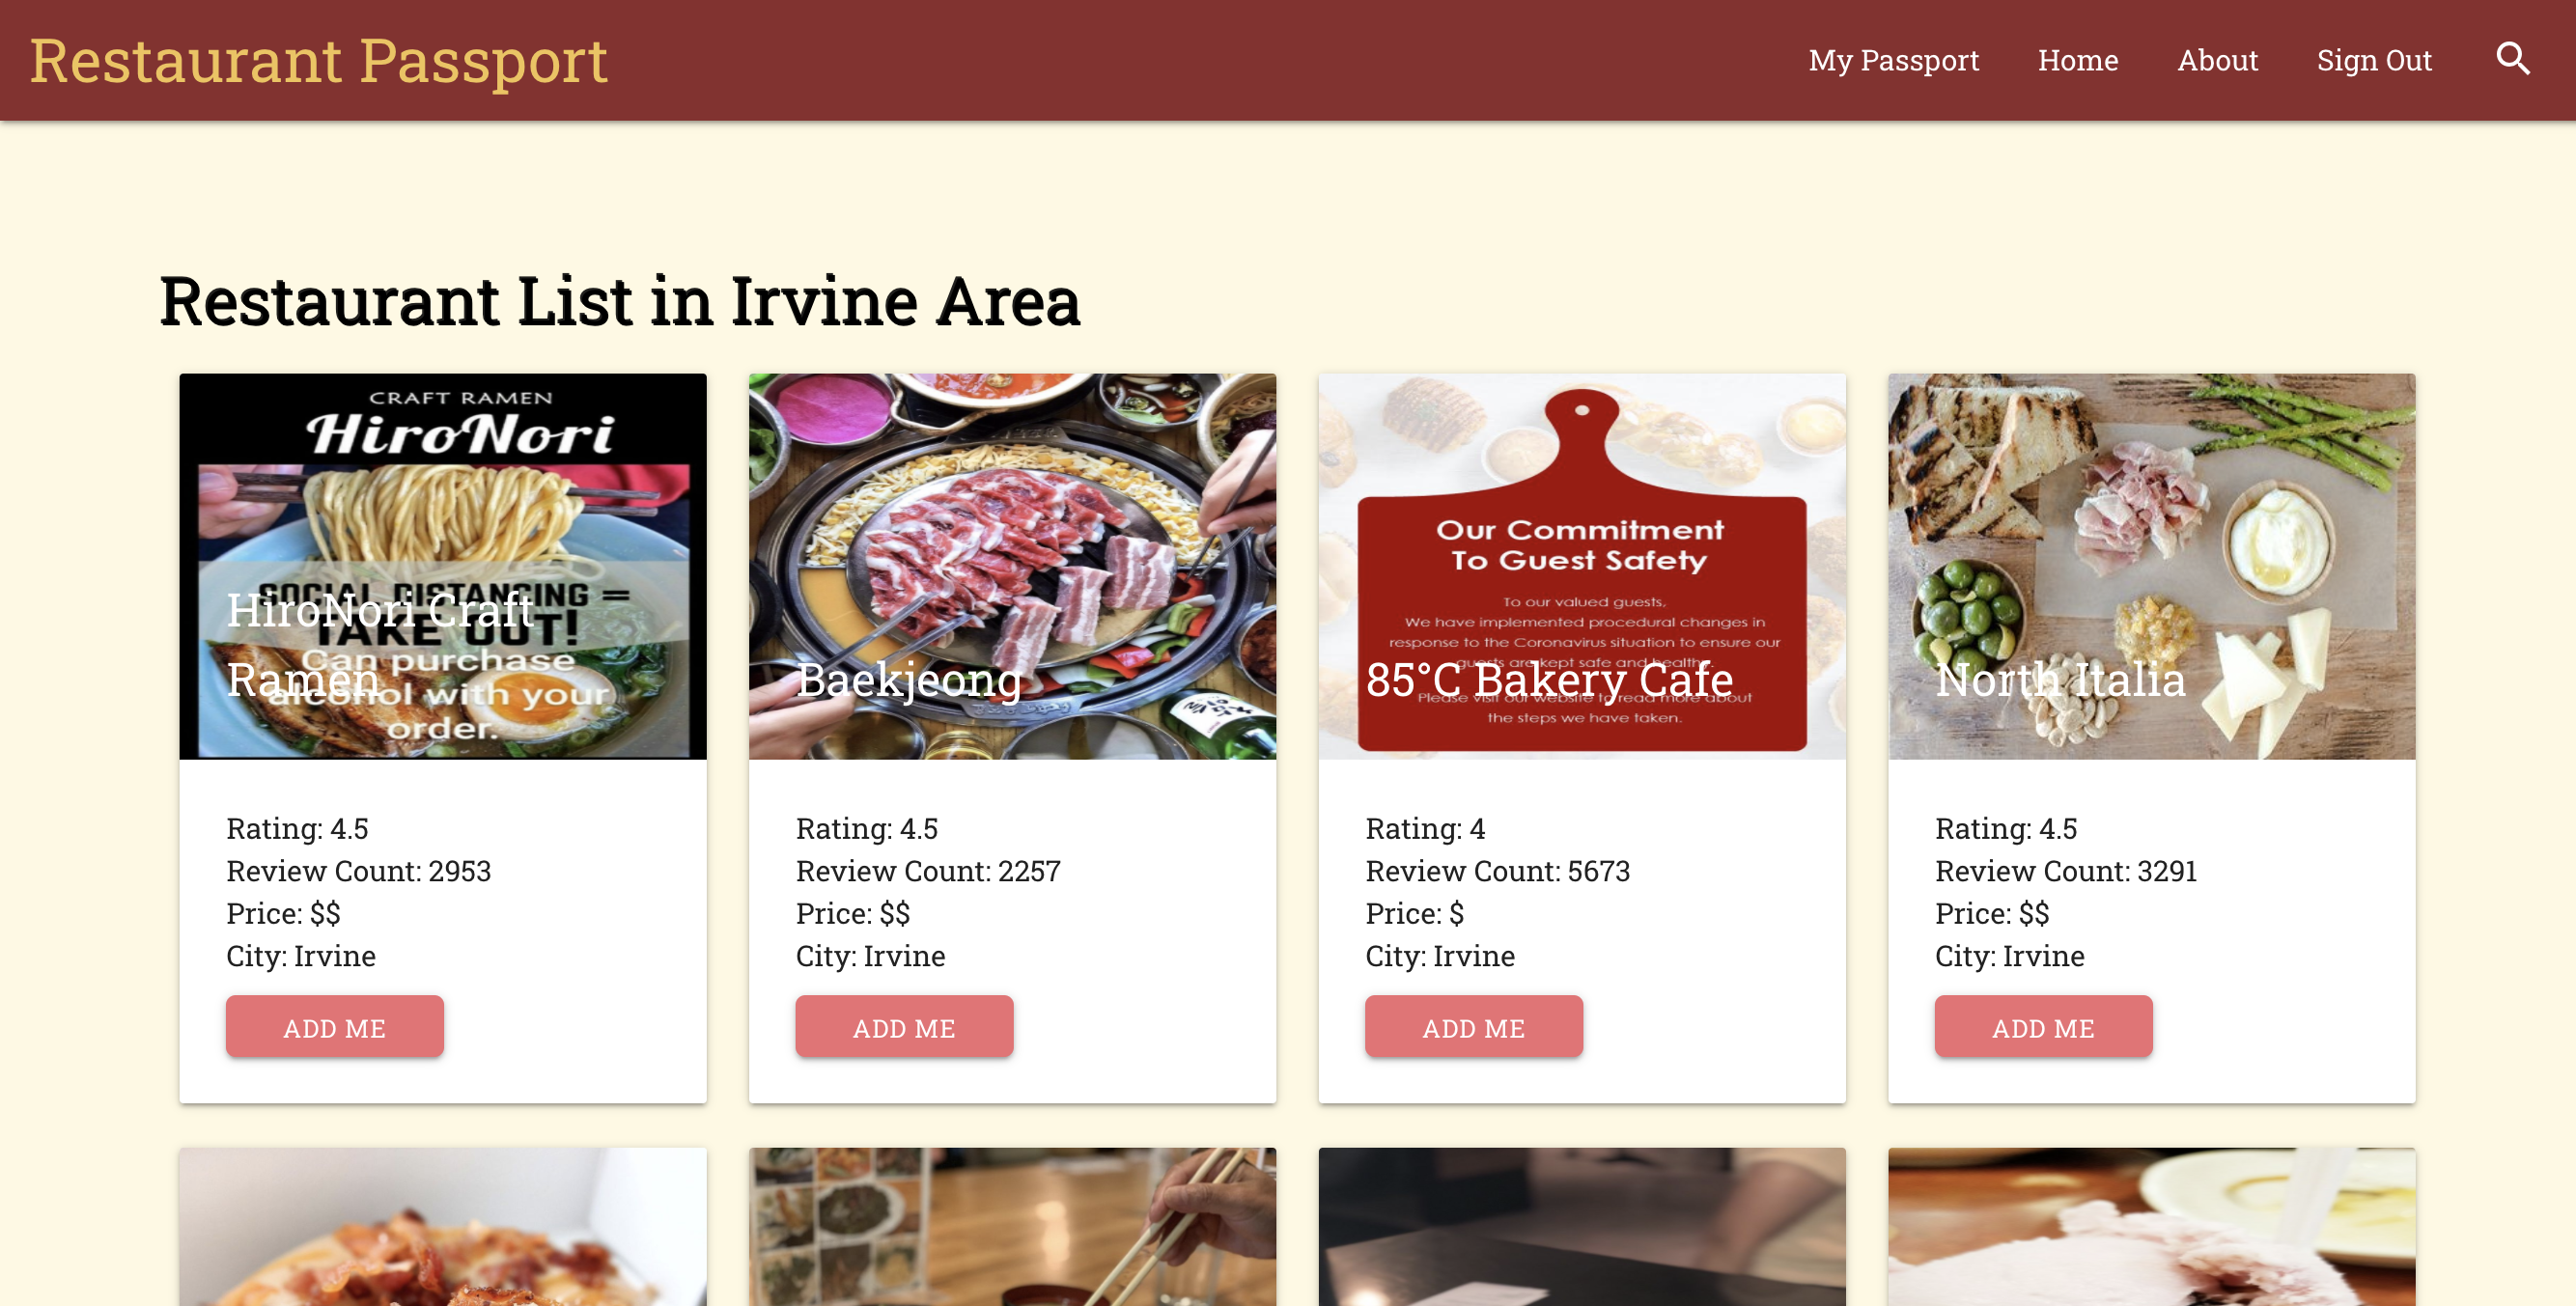 Restaurant Passport
My Passport
Home
About
Sign Out
Restaurant List in Irvine Area
CRAFT RAMEN
HiroNori
SOCIAL DISTANCING =
TAKE OUT!
Can purchase
alcohol with your
order.
HiroNori Craft
Ramen
Rating: 4.5
Review Count: 2953
Price: $$
City: Irvine
ADD ME
Baekjeong
Rating: 4.5
Review Count: 2257
Price: $$
City: Irvine
ADD ME
Our Commitment
To Guest Safety
To our valued guests,
We have implemented procedural changes in
response to the Coronavirus situation to ensure our
guests are kept safe and healthy.
Please visit our website to read more about
the steps we have taken.
85°C Bakery Cafe
Rating: 4
Review Count: 5673
Price: $
City: Irvine
ADD ME
North Italia
Rating: 4.5
Review Count: 3291
Price: $$
City: Irvine
ADD ME